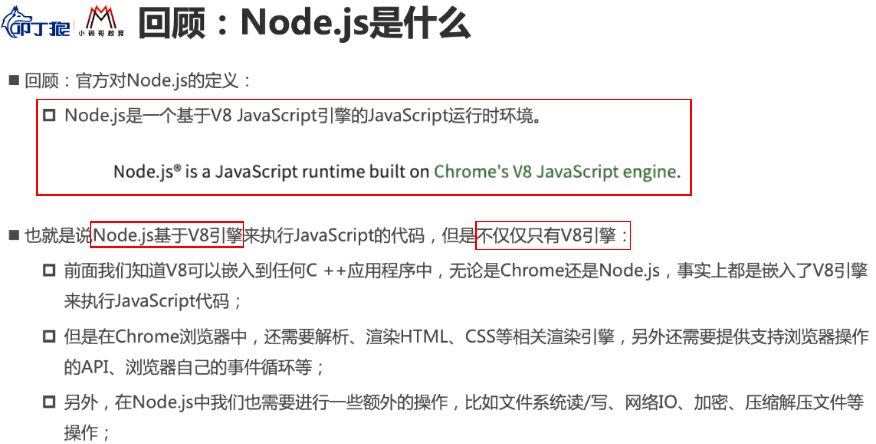 叩丁狼
小码哥教育
回顾：Node.js是什么
回顾：官方对Node.js的定义：
Node.js是一个基于V8 JavaScript引擎的JavaScript运行时环境。
Node.js® is a JavaScript runtime built on Chrome's V8 JavaScript engine.
也就是说Node.js基于V8引擎来执行JavaScript的代码，但是不仅仅只有V8引擎：
前面我们知道V8可以嵌入到任何C ++应用程序中，无论是Chrome还是Node.js，事实上都是嵌入了V8引擎
来执行JavaScript代码；
但是在Chrome浏览器中，还需要解析、渲染HTML、CSS等相关渲染引擎，另外还需要提供支持浏览器操作
的API、浏览器自己的事件循环等；
另外，在Node.js中我们也需要进行一些额外的操作，比如文件系统读/写、网络IO、加密、压缩解压文件等
操作；